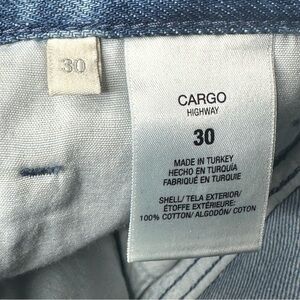 30
CARGO
HIGHWAY
30
MADE IN TURKEY
HECHO EN TURQUÍA
FABRIQUÉ EN TURQUIE
SHELL/ TELA EXTERIOR/
ÉTOFFE EXTÉRIEURE:
100% COTTON/ ALGODÓN/ COTON